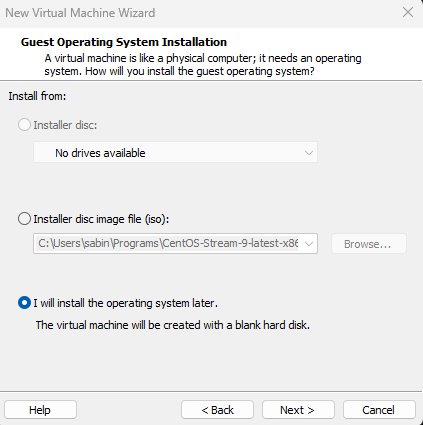 New Virtual Machine Wizard
Guest Operating System Installation
A virtual machine is like a physical computer; it needs an operating
system. How will you install the guest operating system?
Install from:
Installer disc:
No drives available
Installer disc image file (iso):
C:\Users\sabin\Programs\CentOS-Stream-9-latest-x86
Browse...
I will install the operating system later.
The virtual machine will be created with a blank hard disk.
Help
< Back
Next >
Cancel